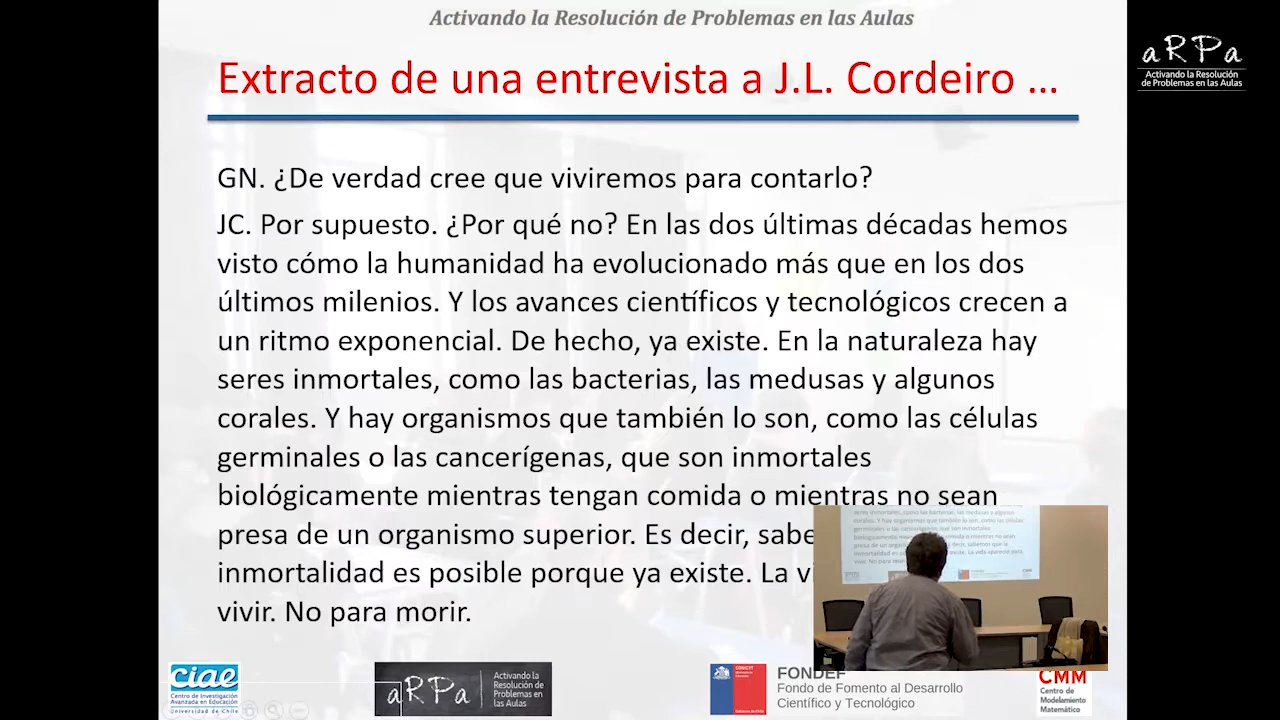 Activando la Resolución de Problemas en las Aulas
aRPa
Activando la Resolución
de Problemas en las Aulas
Extracto de una entrevista a J.L. Cordeiro ...
GN. ¿De verdad cree que viviremos para contarlo?
JC. Por supuesto. ¿Por qué no? En las dos últimas décadas hemos
visto cómo la humanidad ha evolucionado más que en los dos
últimos milenios. Y los avances científicos y tecnológicos crecen a
un ritmo exponencial. De hecho, ya existe. En la naturaleza hay
seres inmortales, como las bacterias, las medusas y algunos
corales. Y hay organismos que también lo son, como las células
germinales o las cancerígenas, que son inmortales
biológicamente mientras tengan comida o mientras no sean
presa de un organismo superior. Es decir, sabe
inmortalidad es posible porque ya existe. La vi
vivir. No para morir.
ciae
Centro de Investigación
Avanzada en Educación
Universidad de Chile
aRPa
Activando la
Resolución de
Problemas en
las Aulas
FONDEF
Fondo de Fomento al Desarrollo
Científico y Tecnológico
CMM
Centro de
Modelamiento
Matemático